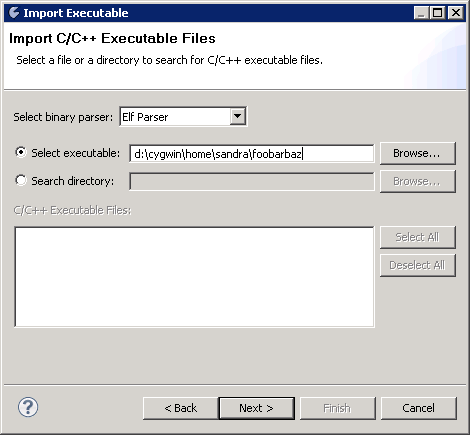 Import Executable
Import C/C++ Executable Files
Select a file or a directory to search for C/C++ executable files.
Select binary parser: Elf Parser
Select executable: d:\cygwin\home\sandra\foobarbaz Browse...
Search directory: Browse...
C/C++ Executable Files:
Select All
Deselect All
? < Back Next > Finish Cancel